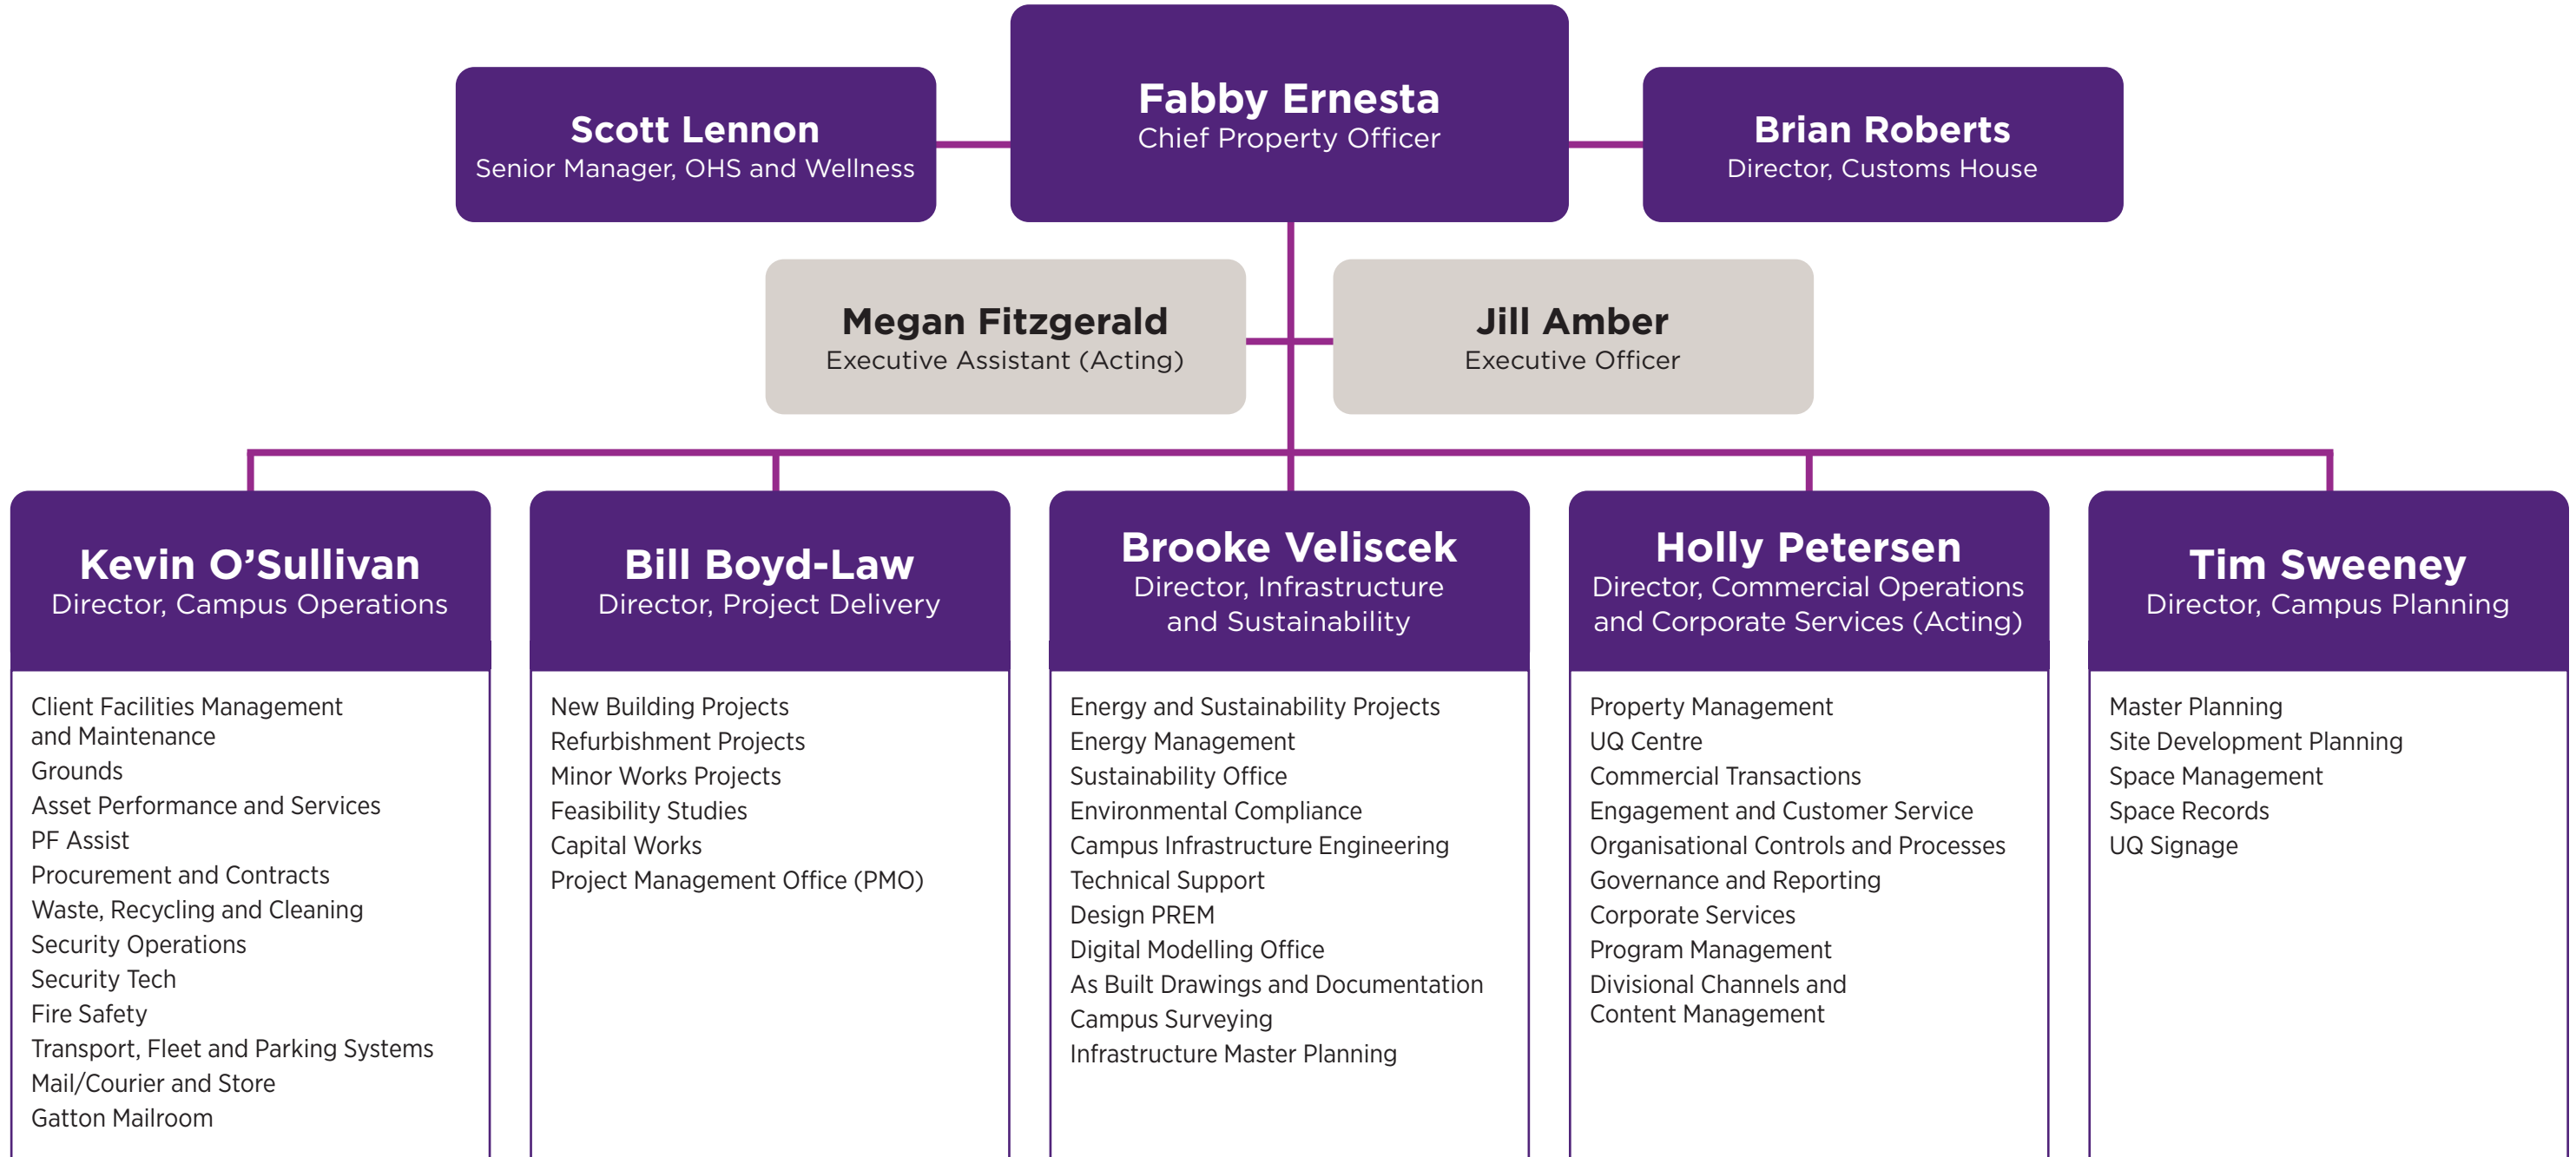 Fabby Ernesta
Chief Property Officer
Scott Lennon
Senior Manager, OHS and Wellness
Brian Roberts
Director, Customs House
Megan Fitzgerald
Executive Assistant (Acting)
Jill Amber
Executive Officer
Kevin O’Sullivan
Director, Campus Operations
Client Facilities Management
and Maintenance
Grounds
Asset Performance and Services
PF Assist
Procurement and Contracts
Waste, Recycling and Cleaning
Security Operations
Security Tech
Fire Safety
Transport, Fleet and Parking Systems
Mail/Courier and Store
Gatton Mailroom
Bill Boyd-Law
Director, Project Delivery
New Building Projects
Refurbishment Projects
Minor Works Projects
Feasibility Studies
Capital Works
Project Management Office (PMO)
Brooke Veliscek
Director, Infrastructure
and Sustainability
Energy and Sustainability Projects
Energy Management
Sustainability Office
Environmental Compliance
Campus Infrastructure Engineering
Technical Support
Design PREM
Digital Modelling Office
As Built Drawings and Documentation
Campus Surveying
Infrastructure Master Planning
Holly Petersen
Director, Commercial Operations
and Corporate Services (Acting)
Property Management
UQ Centre
Commercial Transactions
Engagement and Customer Service
Organisational Controls and Processes
Governance and Reporting
Corporate Services
Program Management
Divisional Channels and
Content Management
Tim Sweeney
Director, Campus Planning
Master Planning
Site Development Planning
Space Management
Space Records
UQ Signage